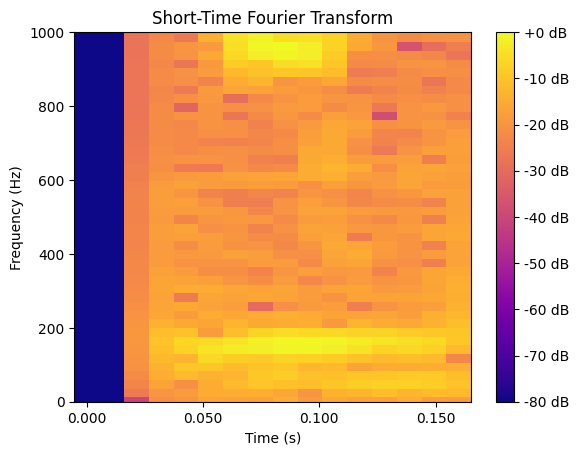 Short-Time Fourier Transform
1000
800
600
400
200
0
Frequency (Hz)
0.000
0.050
0.100
0.150
Time (s)
+0 dB
-10 dB
-20 dB
-30 dB
-40 dB
-50 dB
-60 dB
-70 dB
-80 dB